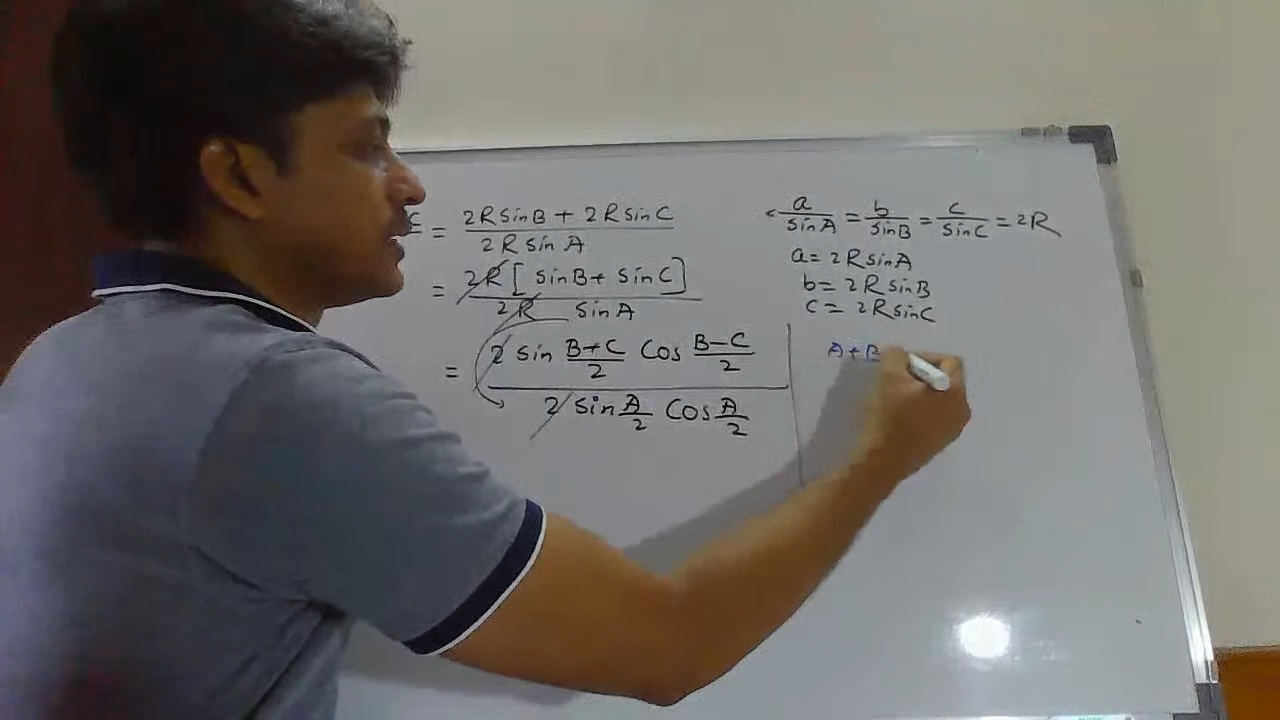 = (2R sinB + 2R sinC) / (2R sin A)
= 2R [sinB + sinC] / 2R sinA
= 2 sin (B+C)/2 Cos (B-C)/2 / 2 sin A/2 Cos A/2
a/sinA = b/sinB = c/sinC = 2R
a = 2R sinA
b = 2R sinB
c = 2R sinC
A + B